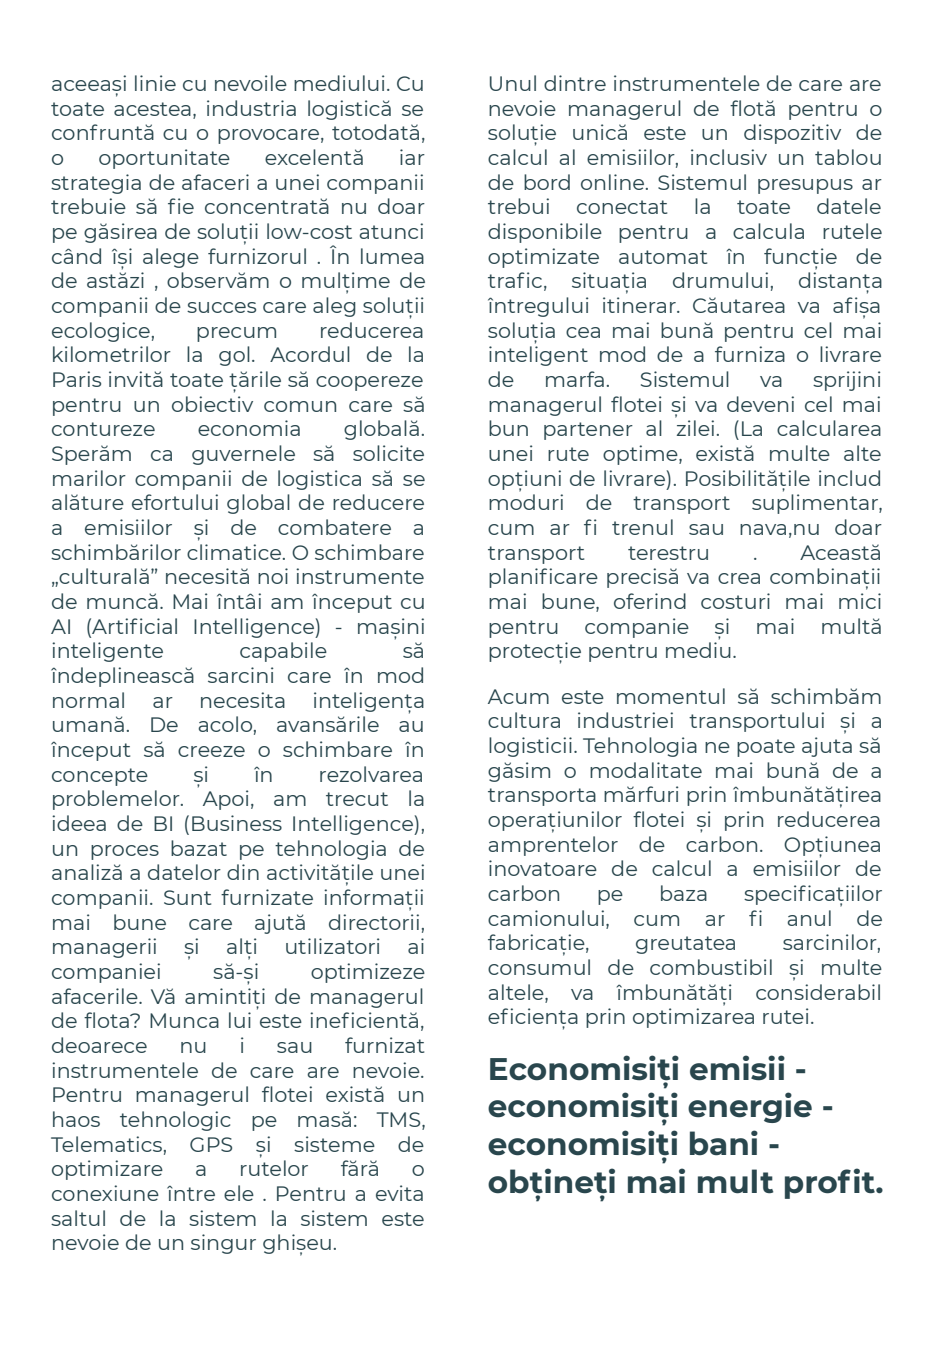 aceeași linie cu nevoile mediului. Cu
toate acestea, industria logistică se
confruntă cu o provocare, totodată,
o oportunitate excelentă iar
strategia de afaceri a unei companii
trebuie să fie concentrată nu doar
pe găsirea de soluții low-cost atunci
când își alege furnizorul . În lumea
de astăzi , observăm o mulțime de
companii de succes care aleg soluții
ecologice, precum reducerea
kilometrilor la gol. Acordul de la
Paris invită toate țările să coopereze
pentru un obiectiv comun care să
contureze economia globală.
Sperăm ca guvernele să solicite
marilor companii de logistica să se
alăture efortului global de reducere
a emisiilor și de combatere a
schimbărilor climatice. O schimbare
„culturală” necesită noi instrumente
de muncă. Mai întâi am început cu
AI (Artificial Intelligence) - mașini
inteligente capabile să
îndeplinească sarcini care în mod
normal ar necesita inteligența
umană. De acolo, avansările au
început să creeze o schimbare în
concepte și în rezolvarea
problemelor. Apoi, am trecut la
ideea de BI (Business Intelligence),
un proces bazat pe tehnologia de
analiză a datelor din activitățile unei
companii. Sunt furnizate informații
mai bune care ajută directorii,
managerii și alți utilizatori ai
companiei să-și optimizeze
afacerile. Vă amintiți de managerul
de flota? Munca lui este ineficientă,
deoarece nu i sau furnizat
instrumentele de care are nevoie.
Pentru managerul flotei există un
haos tehnologic pe masă: TMS,
Telematics, GPS și sisteme de
optimizare a rutelor fără o
conexiune între ele . Pentru a evita
saltul de la sistem la sistem este
nevoie de un singur ghișeu.
Unul dintre instrumentele de care are
nevoie managerul de flotă pentru o
soluție unică este un dispozitiv de
calcul al emisiilor, inclusiv un tablou
de bord online. Sistemul presupus ar
trebui conectat la toate datele
disponibile pentru a calcula rutele
optimizate automat în funcție de
trafic, situația drumului, distanța
întregului itinerar. Căutarea va afișa
soluția cea mai bună pentru cel mai
inteligent mod de a furniza o livrare
de marfa. Sistemul va sprijini
managerul flotei și va deveni cel mai
bun partener al zilei. (La calcularea
unei rute optime, există multe alte
opțiuni de livrare). Posibilitățile includ
moduri de transport suplimentar,
cum ar fi trenul sau nava,nu doar
transport terestru . Această
planificare precisă va crea combinații
mai bune, oferind costuri mai mici
pentru companie și mai multă
protecție pentru mediu.
Acum este momentul să schimbăm
cultura industriei transportului și a
logisticii. Tehnologia ne poate ajuta să
găsim o modalitate mai bună de a
transporta mărfuri prin îmbunătățirea
operațiunilor flotei și prin reducerea
amprentelor de carbon. Opțiunea
inovatoare de calcul a emisiilor de
carbon pe baza specificațiilor
camionului, cum ar fi anul de
fabricație, greutatea sarcinilor,
consumul de combustibil și multe
altele, va îmbunătăți considerabil
eficiența prin optimizarea rutei.
Economisiți emisii -
economisiți energie -
economisiți bani -
obțineți mai mult profit.